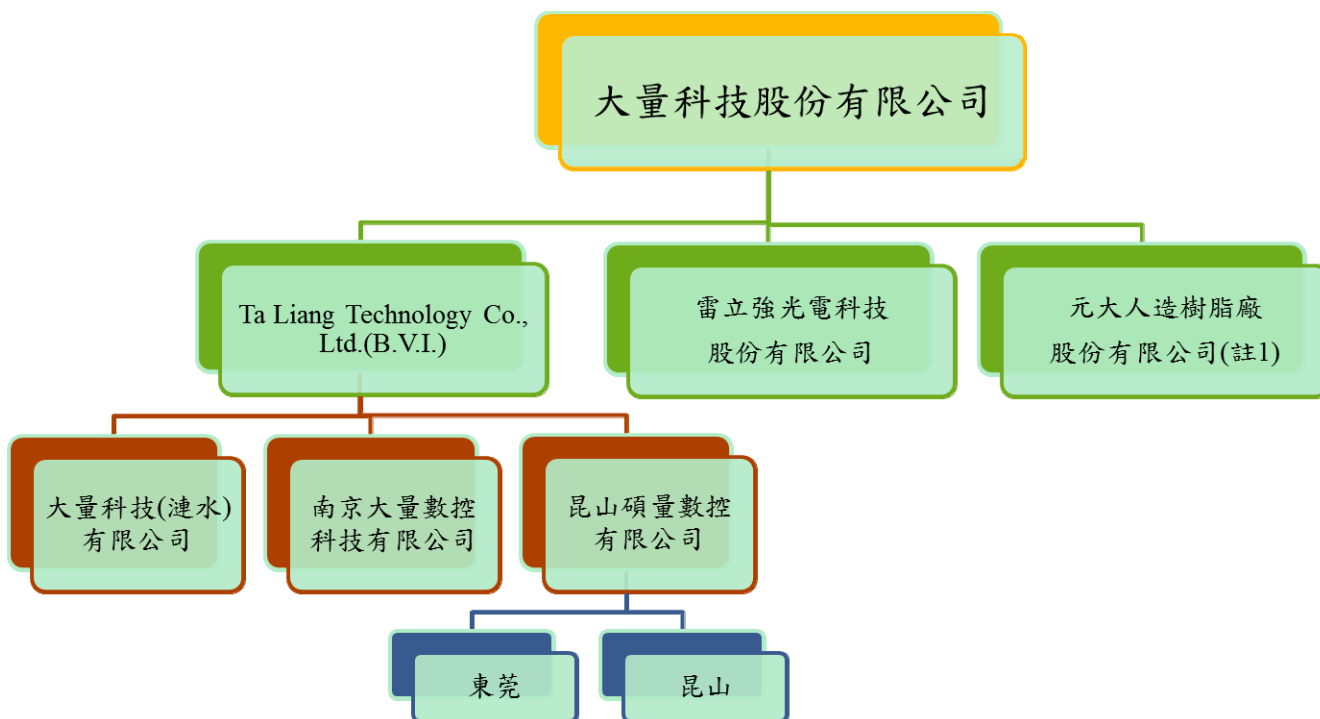 大量科技股份有限公司
Ta Liang Technology Co.,
Ltd.(B.V.I.)
雷立強光電科技
股份有限公司
元大人造樹脂廠
股份有限公司(註1)
大量科技(漣水)
有限公司
南京大量數控
科技有限公司
昆山碩量數控
有限公司
東莞
昆山